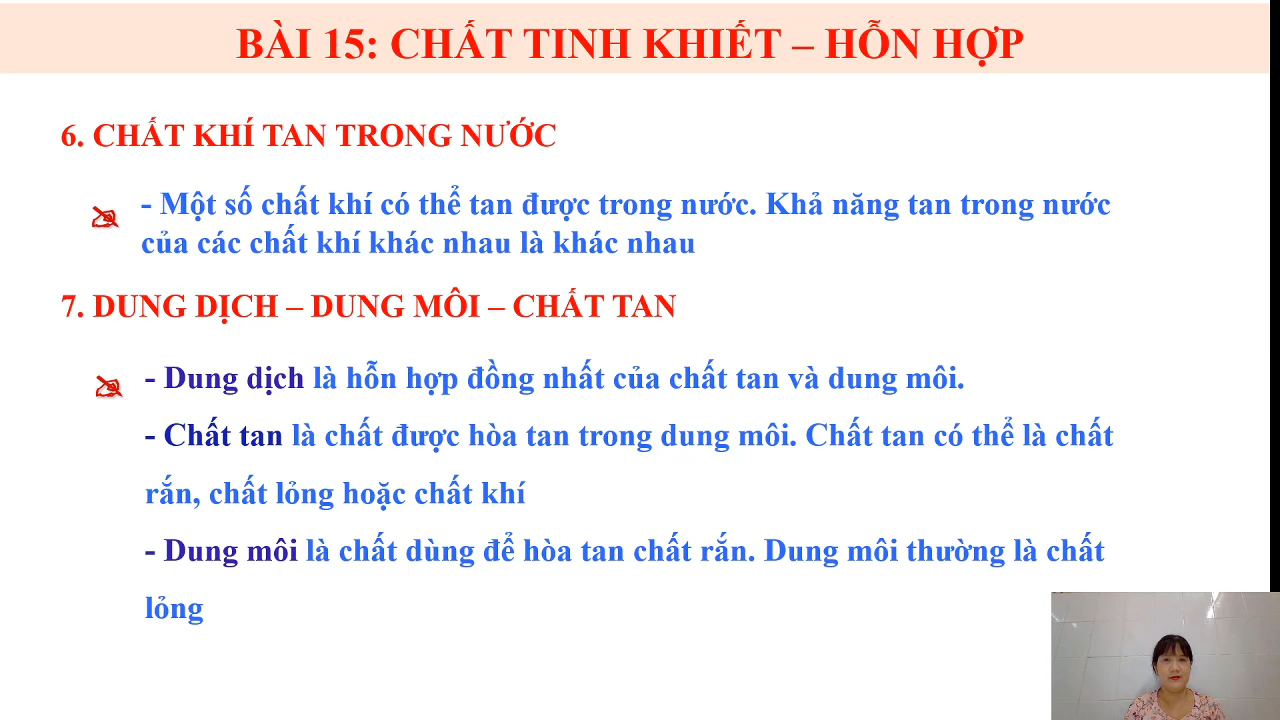 BÀI 15: CHẤT TINH KHIẾT – HỖN HỢP
6. CHẤT KHÍ TAN TRONG NƯỚC
- Một số chất khí có thể tan được trong nước. Khả năng tan trong nước
của các chất khí khác nhau là khác nhau
7. DUNG DỊCH – DUNG MÔI – CHẤT TAN
- Dung dịch là hỗn hợp đồng nhất của chất tan và dung môi.
- Chất tan là chất được hòa tan trong dung môi. Chất tan có thể là chất
rắn, chất lỏng hoặc chất khí
- Dung môi là chất dùng để hòa tan chất rắn. Dung môi thường là chất
lỏng